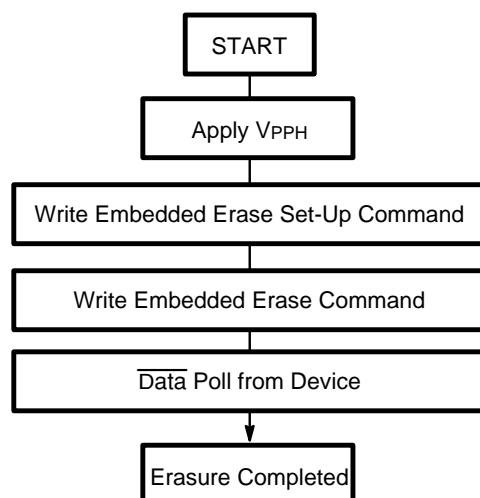 START
Apply VPPH
Write Embedded Erase Set-Up Command
Write Embedded Erase Command
Data Poll from Device
Erasure Completed